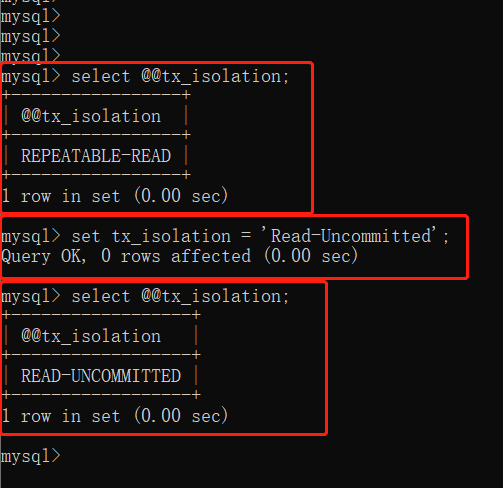 mysql>
mysql>
mysql>
mysql>
mysql> select @@tx_isolation;
+-----------------+
| @@tx_isolation  |
+-----------------+
| REPEATABLE-READ |
+-----------------+
1 row in set (0.00 sec)
mysql> set tx_isolation = 'Read-Uncommitted';
Query OK, 0 rows affected (0.00 sec)
mysql> select @@tx_isolation;
+------------------+
| @@tx_isolation   |
+------------------+
| READ-UNCOMMITTED |
+------------------+
1 row in set (0.00 sec)
mysql>